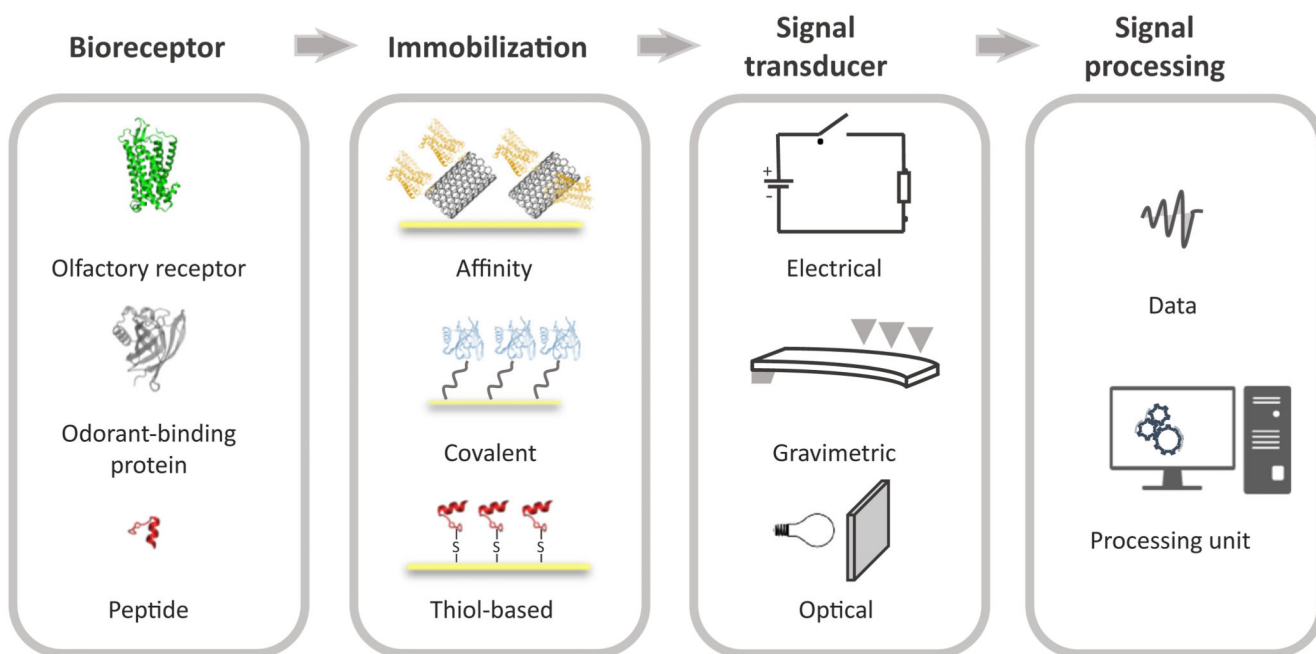 Bioreceptor
Immobilization
Signal
transducer
Signal
processing
Olfactory receptor
Odorant-binding
protein
Peptide
Affinity
Covalent
S
S
S
Thiol-based
+
-
Electrical
Gravimetric
Optical
Data
Processing unit